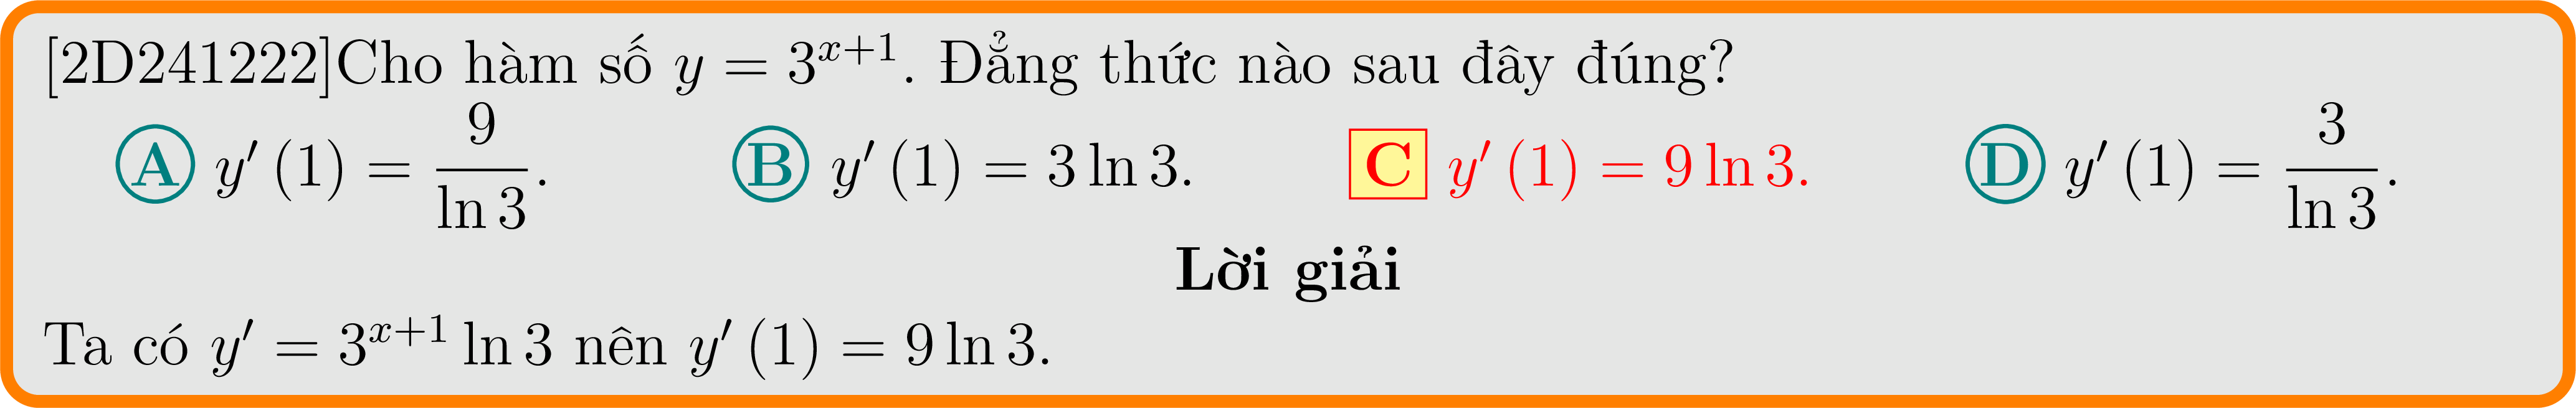 [2D241222]Cho hàm số y = 3^{x+1}. Đẳng thức nào sau đây đúng?
A y′(1) = \frac{9}{\ln 3}. B y′(1) = 3 ln 3. C y′(1) = 9 ln 3. D y′(1) = \frac{3}{\ln 3}.
Lời giải
Ta có y′ = 3^{x+1} ln 3 nên y′(1) = 9 ln 3.